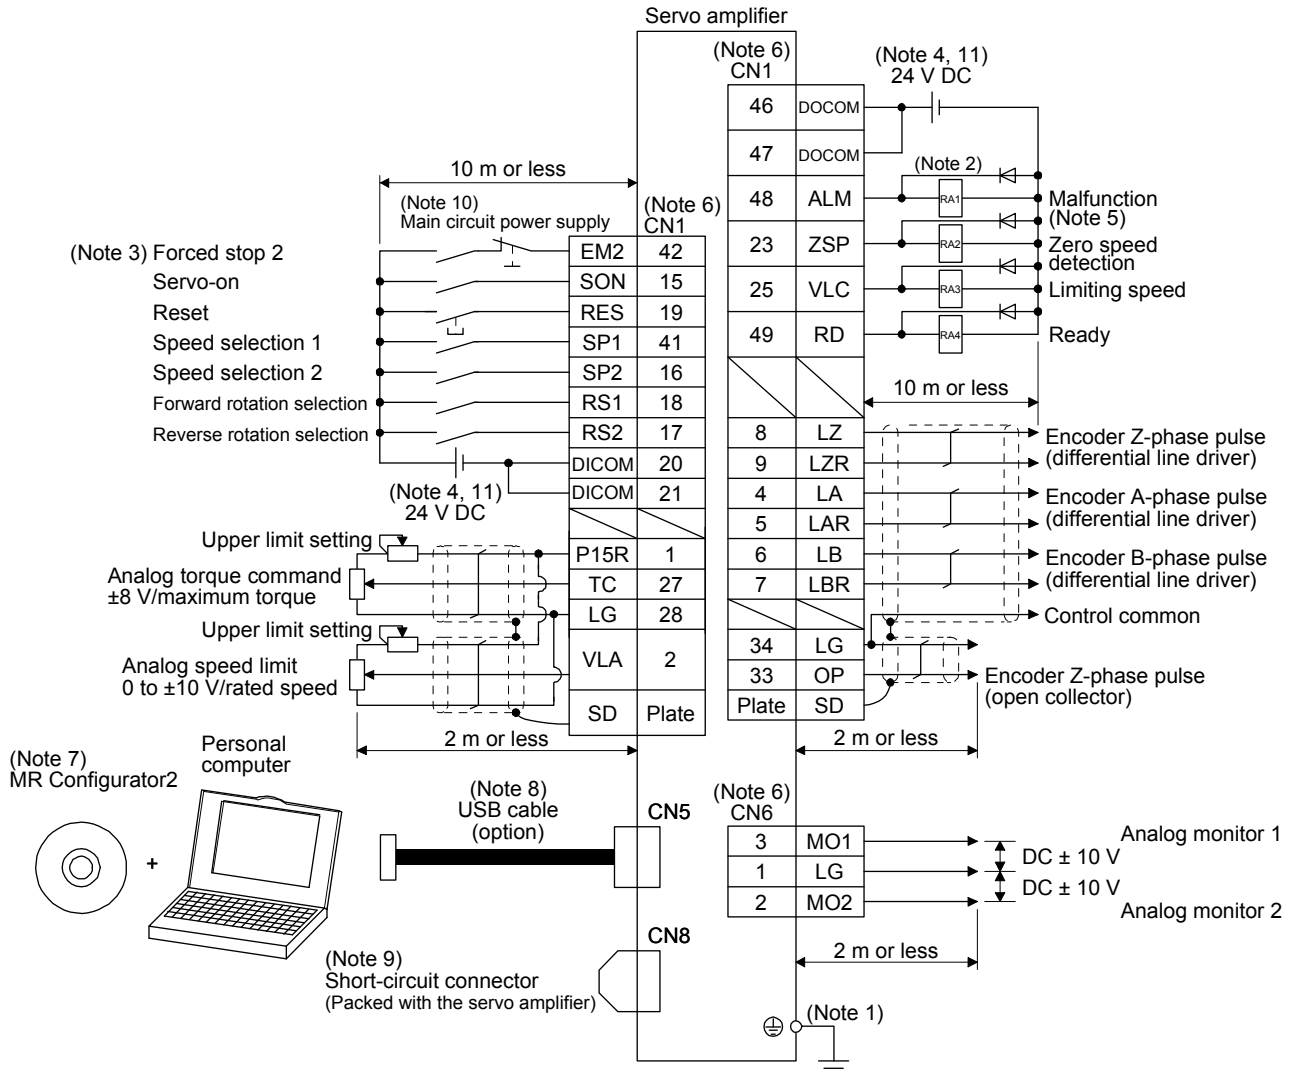 Servo amplifier
(Note 6)
CN1
(Note 4, 11)
24 V DC
46 DOCOM
47 DOCOM
(Note 2)
48 ALM RA1 Malfunction
(Note 5)
23 ZSP RA2 Zero speed
detection
25 VLC RA3 Limiting speed
49 RD RA4 Ready
10 m or less
8 LZ Encoder Z-phase pulse
9 LZR (differential line driver)
4 LA Encoder A-phase pulse
5 LAR (differential line driver)
6 LB Encoder B-phase pulse
7 LBR (differential line driver)
Control common
34 LG
33 OP Encoder Z-phase pulse
(open collector)
Plate SD
2 m or less
10 m or less
(Note 10)
Main circuit power supply
(Note 6)
CN1
(Note 3) Forced stop 2 EM2 42
Servo-on SON 15
Reset RES 19
Speed selection 1 SP1 41
Speed selection 2 SP2 16
Forward rotation selection RS1 18
Reverse rotation selection RS2 17
DICOM 20
(Note 4, 11)
24 V DC
DICOM 21
Upper limit setting P15R 1
Analog torque command
±8 V/maximum torque
TC 27
LG 28
Upper limit setting
Analog speed limit
0 to ±10 V/rated speed
VLA 2
SD Plate
2 m or less
(Note 7)
MR Configurator2
+
Personal
computer
(Note 8)
USB cable
(option)
CN5
(Note 9)
Short-circuit connector
(Packed with the servo amplifier)
CN8
(Note 6)
CN6
3 MO1 Analog monitor 1
DC ± 10 V
1 LG
DC ± 10 V
2 MO2 Analog monitor 2
2 m or less
(Note 1)